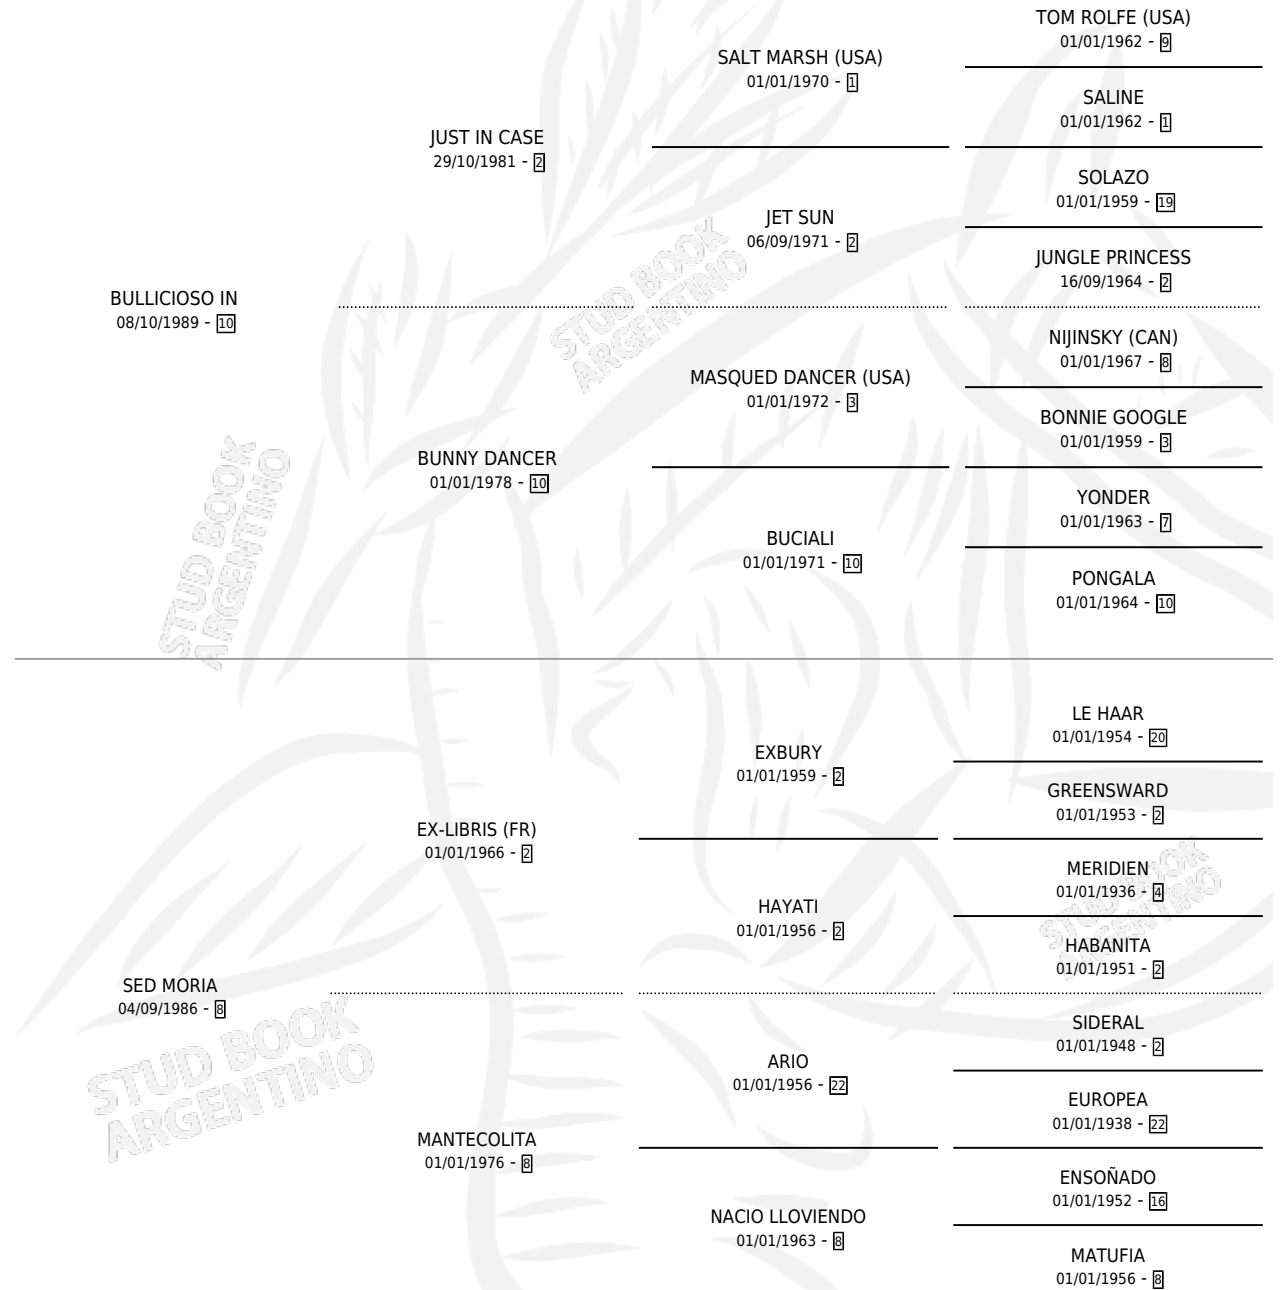 TOM ROLFE (USA)
01/01/1962 - 9
SALT MARSH (USA)
01/01/1970 - 1
SALINE
01/01/1962 - 1
JUST IN CASE
29/10/1981 - 2
SOLAZO
01/01/1959 - 19
JET SUN
06/09/1971 - 2
JUNGLE PRINCESS
16/09/1964 - 2
BULLICIOSO IN
08/10/1989 - 10
NIJINSKY (CAN)
01/01/1967 - 8
MASQUED DANCER (USA)
01/01/1972 - 3
BONNIE GOOGLE
01/01/1959 - 3
BUNNY DANCER
01/01/1978 - 10
YONDER
01/01/1963 - 7
BUCIALI
01/01/1971 - 10
PONGALA
01/01/1964 - 10
LE HAAR
01/01/1954 - 20
EXBURY
01/01/1959 - 2
GREENSWARD
01/01/1953 - 2
EX-LIBRIS (FR)
01/01/1966 - 2
MERIDIEN
01/01/1936 - 4
HAYATI
01/01/1956 - 2
HABANITA
01/01/1951 - 2
SED MORIA
04/09/1986 - 8
SIDERAL
01/01/1948 - 2
ARIO
01/01/1956 - 22
EUROPEA
01/01/1938 - 22
MANTECOLITA
01/01/1976 - 8
ENSOÑADO
01/01/1952 - 16
NACIO LLOVIENDO
01/01/1963 - 8
MATUFIA
01/01/1956 - 8
STUD BOOK
ARGENTINO
STUD BOOK
ARGENTINO
STUD BOOK
ARGENTINO
STUD BOOK
ARGENTINO